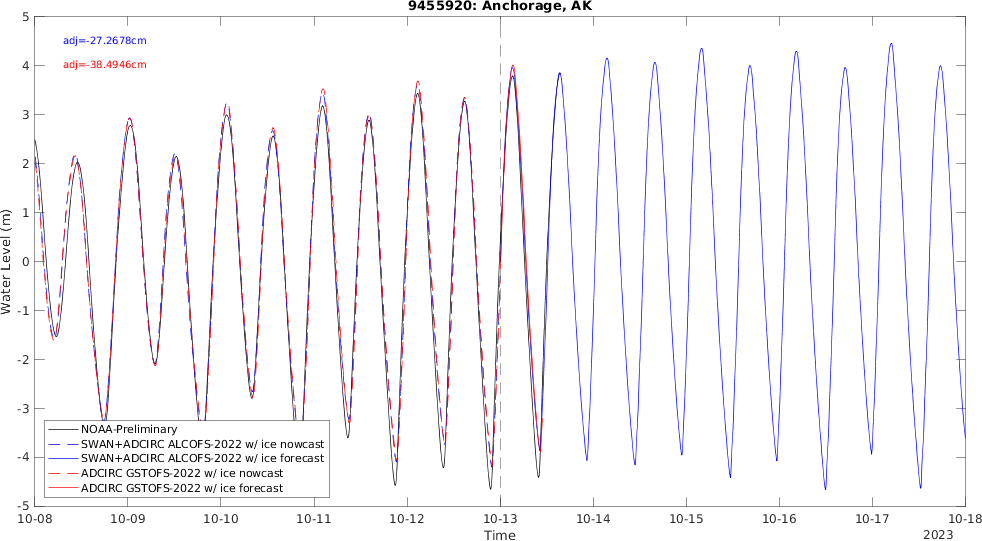 9455920: Anchorage, AK
adj=-27.2678cm
adj=-38.4946cm
Water Level (m)
5
4
3
2
1
0
-1
-2
-3
-4
-5
NOAA-Preliminary
SWAN+ADCIRC ALCOFS-2022 w/ ice nowcast
SWAN+ADCIRC ALCOFS-2022 w/ ice forecast
ADCIRC GSTOFS-2022 w/ ice nowcast
ADCIRC GSTOFS-2022 w/ ice forecast
10-08 10-09 10-10 10-11 10-12 10-13 10-14 10-15 10-16 10-17 10-18
Time
2023